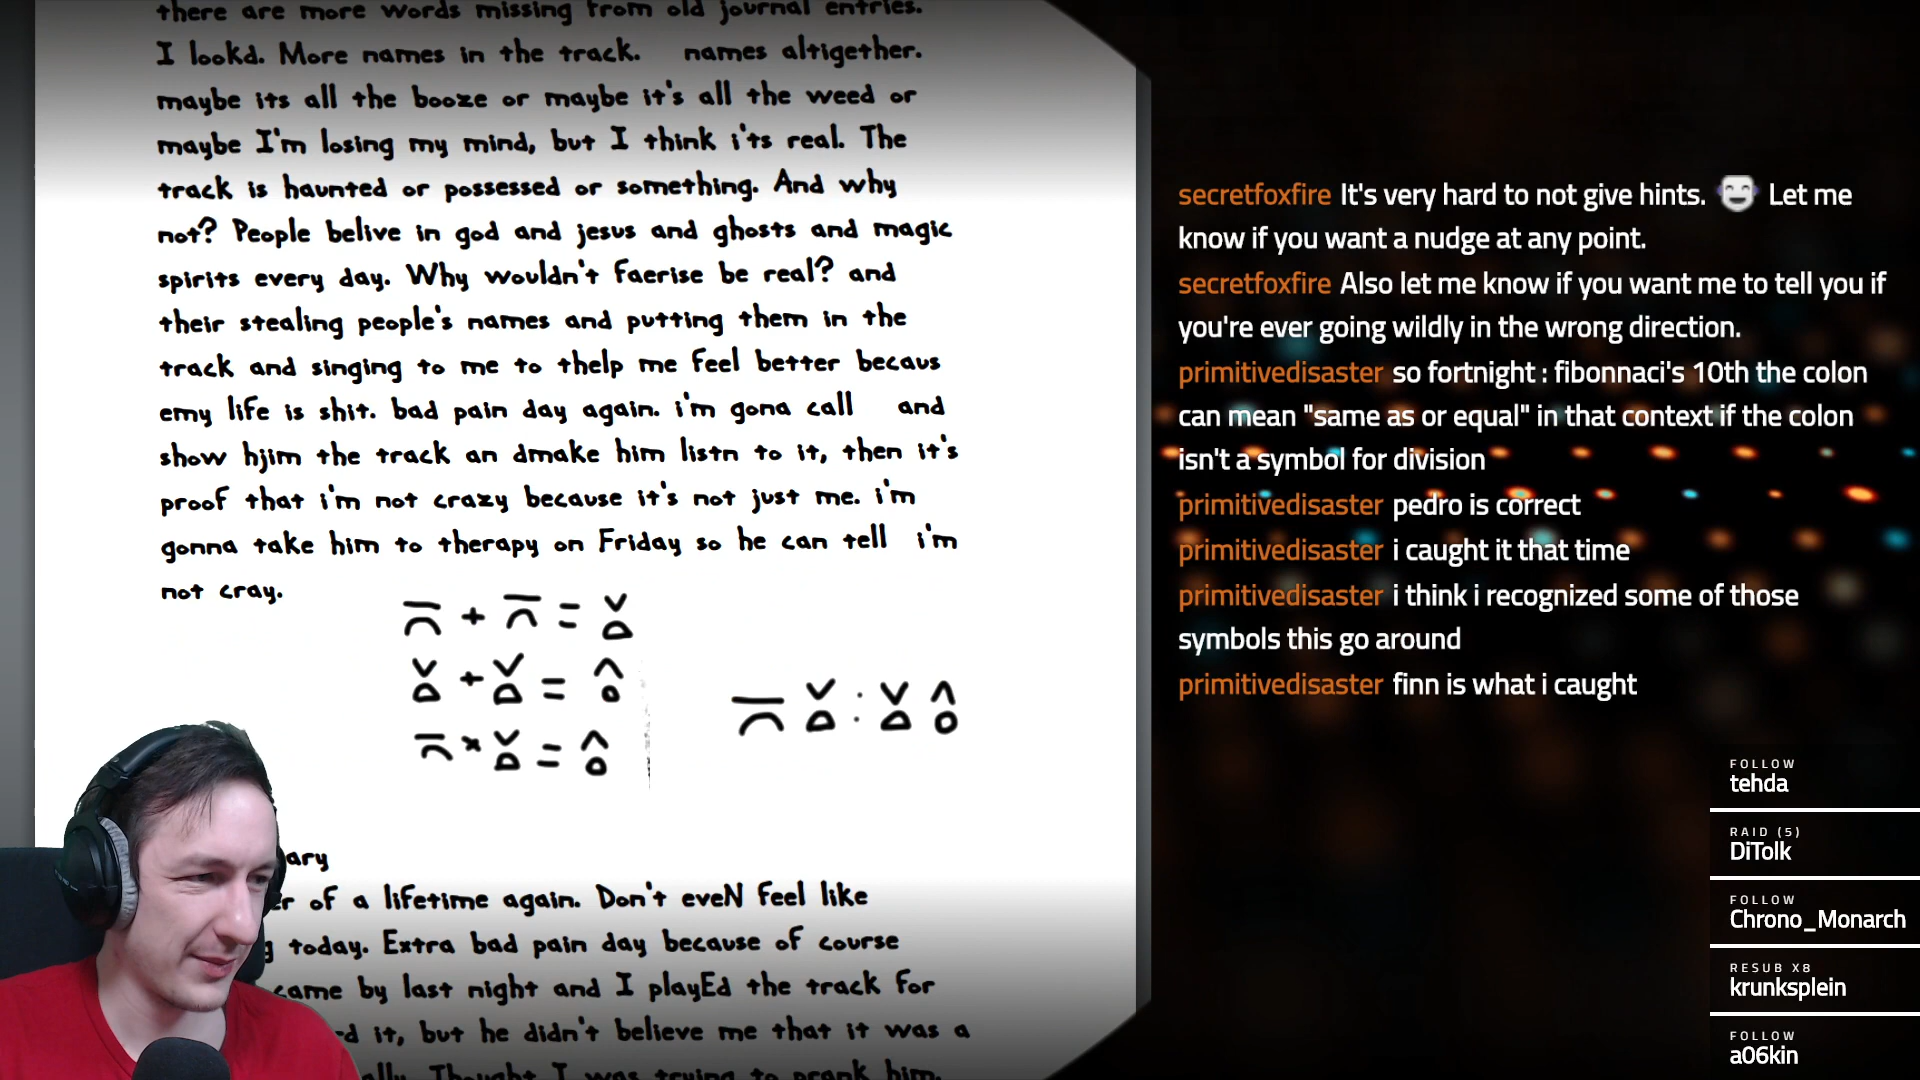 there are more words missing from old journal entries.
I lookd. More names in the track. names altigether.
maybe its all the booze or maybe it's all the weed or
maybe I'm losing my mind, but I think i'ts real. The
track is haunted or possessed or something. And why
not? People belive in god and jesus and ghosts and magic
spirits every day. Why wouldn't faerise be real? and
their stealing people's names and putting them in the
track and singing to me to thelp me feel better becaus
emy life is shit. bad pain day again. i'm gona call and
show hjim the track an dmake him listn to it, then it's
proof that i'm not crazy because it's not just me. i'm
gonna take him to therapy on Friday so he can tell i'm
not cray.
ary
of a lifetime again. Don't eveN feel like
today. Extra bad pain day because of course
came by last night and I playEd the track for
it, but he didn't believe me that it was a
Thought I was trying to prank him.
secretfoxfire It's very hard to not give hints. Let me
know if you want a nudge at any point.
secretfoxfire Also let me know if you want me to tell you if
you're ever going wildly in the wrong direction.
primitivedisaster so fortnight : fibonnaci's 10th the colon
can mean "same as or equal" in that context if the colon
isn't a symbol for division
primitivedisaster pedro is correct
primitivedisaster i caught it that time
primitivedisaster i think i recognized some of those
symbols this go around
primitivedisaster finn is what i caught
FOLLOW
tehda
RAID (5)
DiTolk
FOLLOW
Chrono_Monarch
RESUB X8
krunksplein
FOLLOW
a06kin